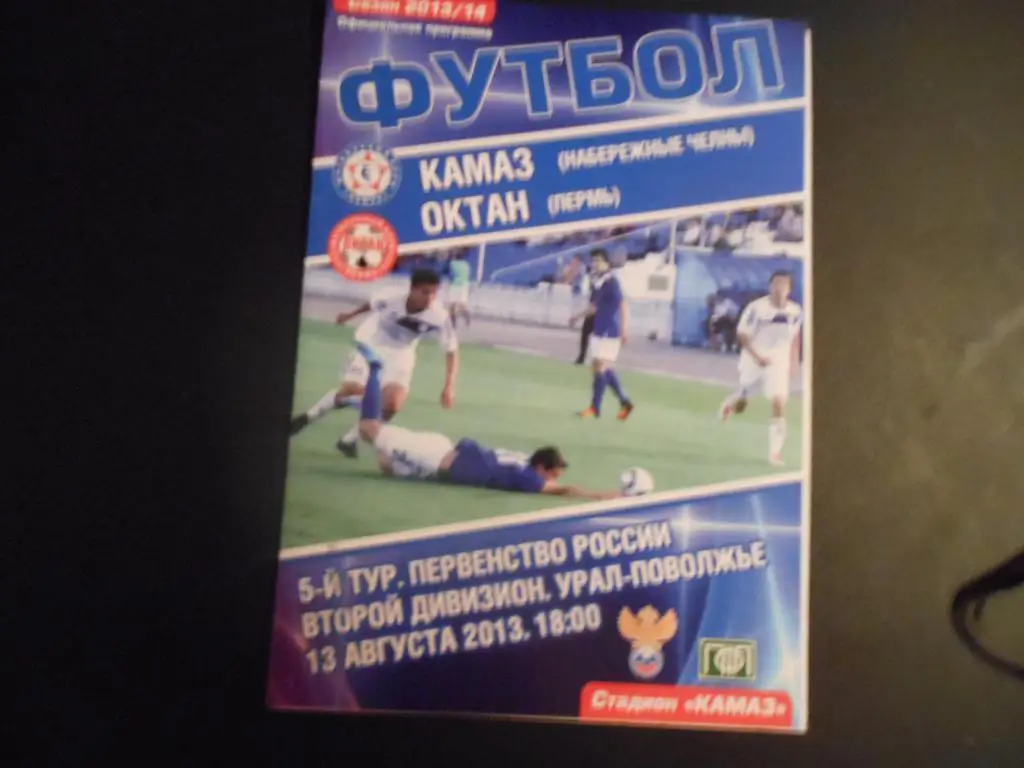 Сезон 2013/14
Официальная программа
ФУТБОЛ
КАМАЗ (НАБЕРЕЖНЫЕ ЧЕЛНЫ)
ОКТАН (ПЕРМЬ)
5-Й ТУР. ПЕРВЕНСТВО РОССИИ
ВТОРОЙ ДИВИЗИОН. УРАЛ-ПОВОЛЖЬЕ
13 АВГУСТА 2013. 18:00
Стадион «КАМАЗ»